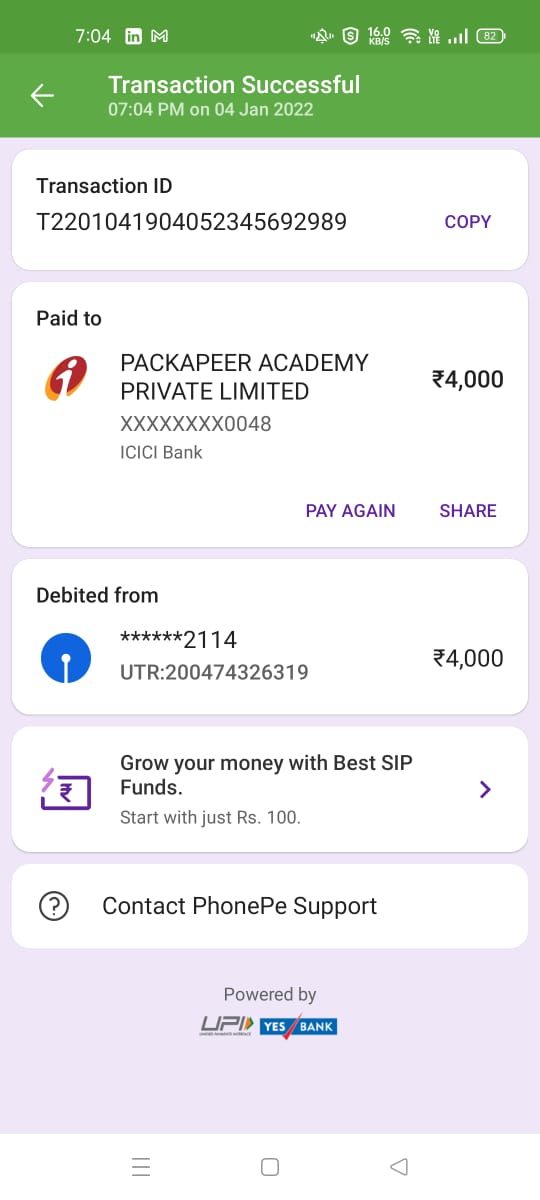 7:04 in M 16.0 KB/S Vo LTE 82
Transaction Successful
07:04 PM on 04 Jan 2022
Transaction ID
T2201041904052345692989 COPY
Paid to
PACKAPEER ACADEMY
PRIVATE LIMITED ₹4,000
XXXXXXXX0048
ICICI Bank
PAY AGAIN SHARE
Debited from
******2114
UTR:200474326319 ₹4,000
Grow your money with Best SIP
Funds.
Start with just Rs. 100.
Contact PhonePe Support
Powered by
UPI YES BANK
UNIFIED PAYMENTS INTERFACE